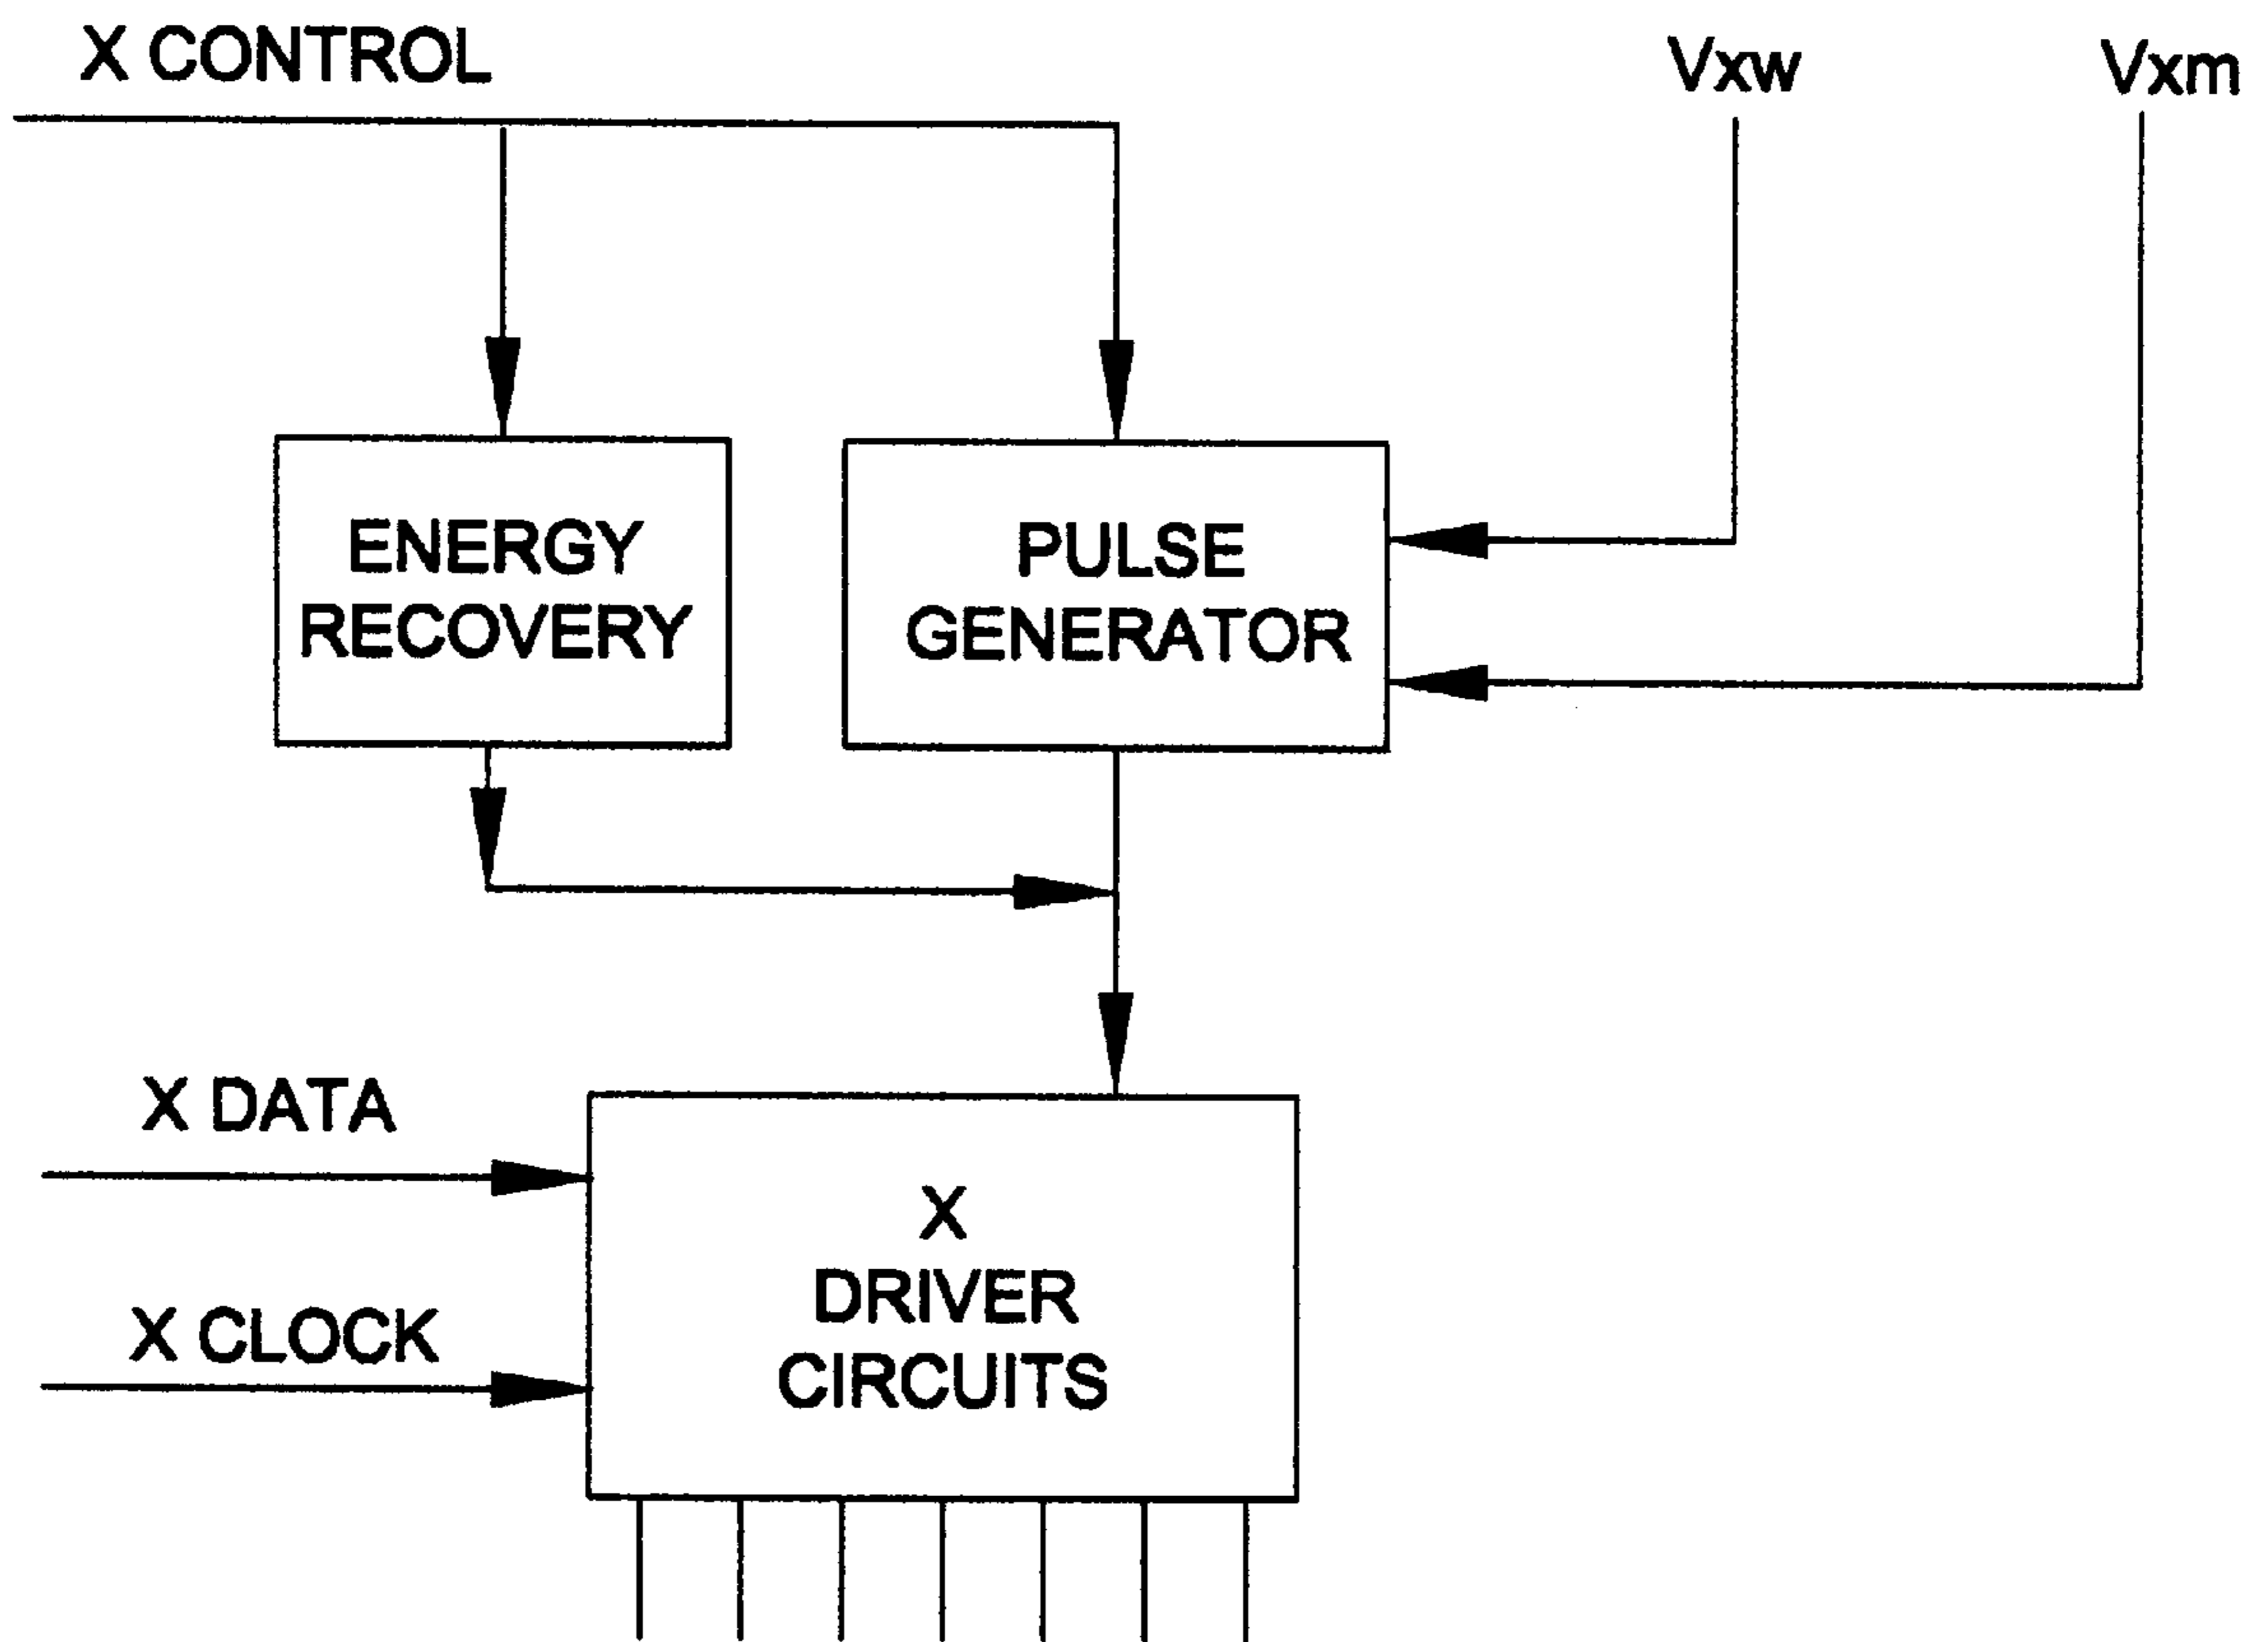 X CONTROL
Vxw
Vxm
ENERGY
RECOVERY
PULSE
GENERATOR
X DATA
X CLOCK
X
DRIVER
CIRCUITS